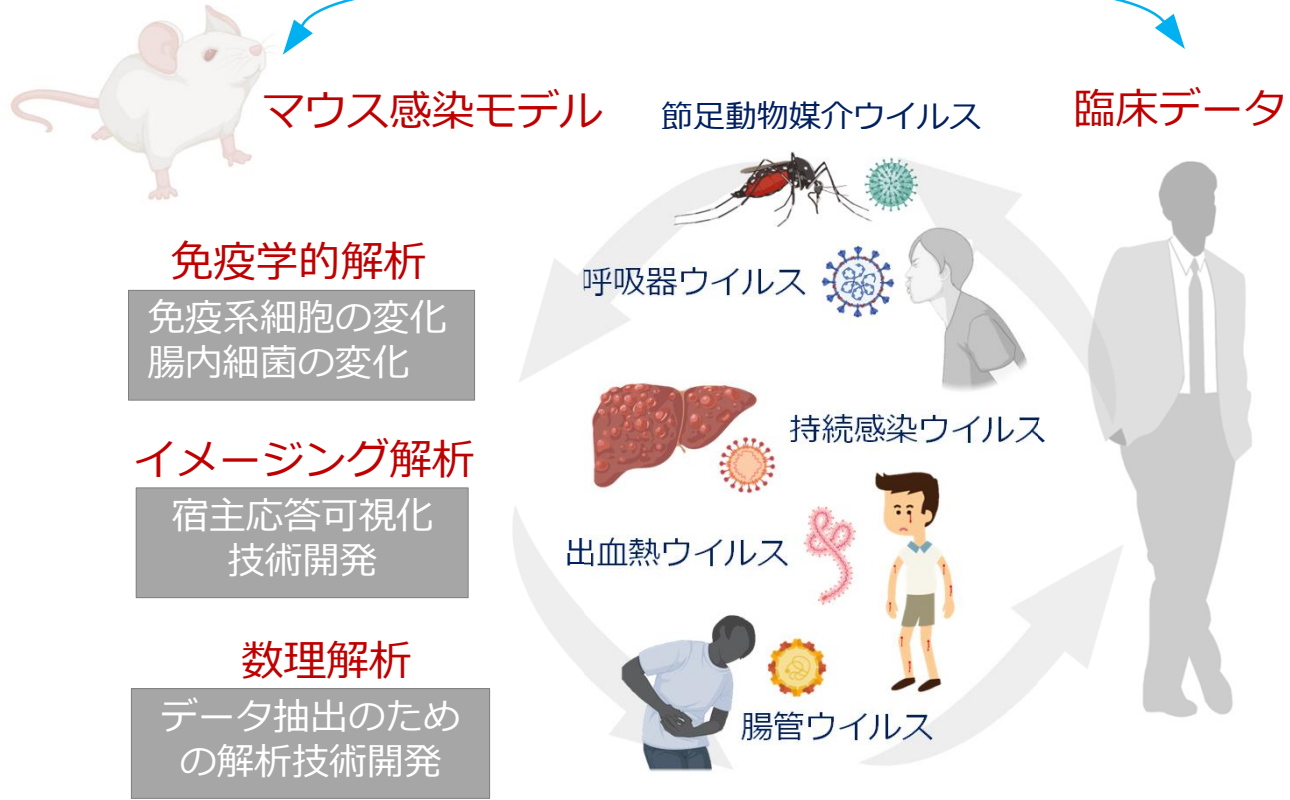 マウス感染モデル
節足動物媒介ウイルス
臨床データ
免疫学的解析
免疫系細胞の変化
腸内細菌の変化
呼吸器ウイルス
イメージング解析
宿主応答可視化
技術開発
持続感染ウイルス
出血熱ウイルス
数理解析
データ抽出のため
の解析技術開発
腸管ウイルス